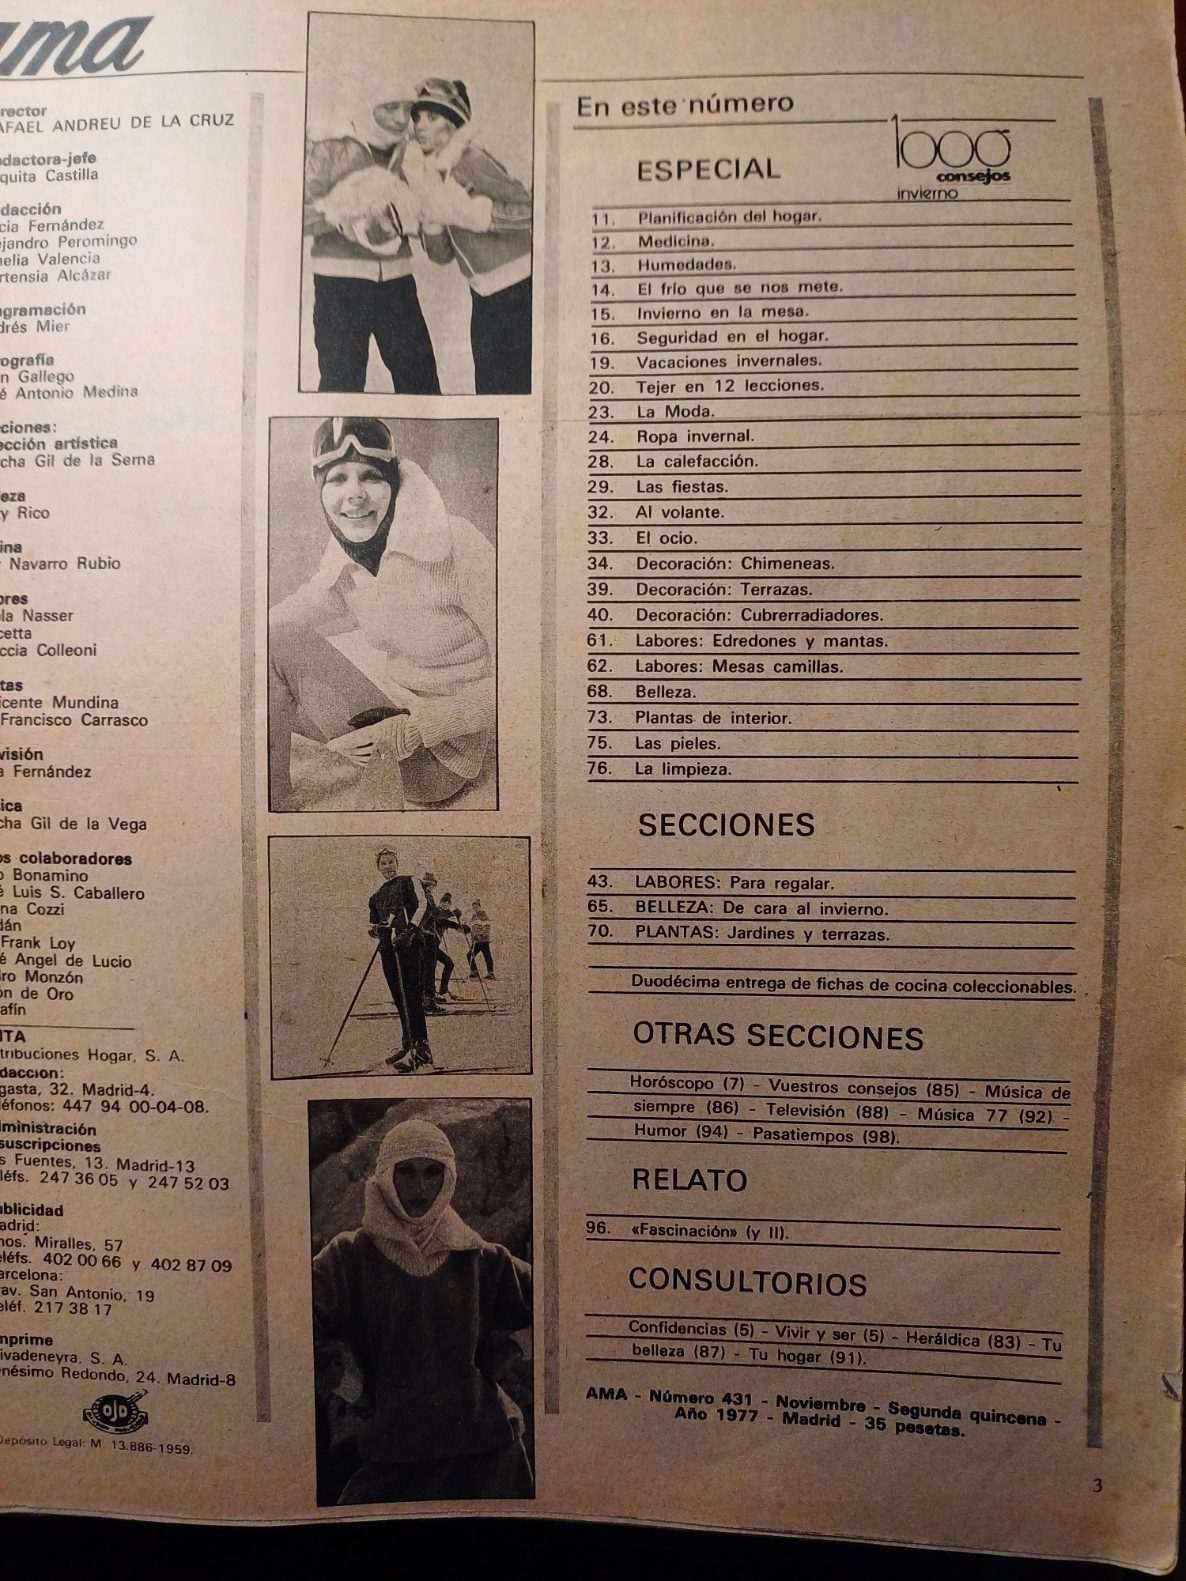 ama
rector
AFAEL ANDREU DE LA CRUZ
dactora-jefe
quita Castilla
dacción
cia Fernández
ejandro Peromingo
nelia Valencia
rtensia Alcázar
agramación
drés Mier
tografía
n Gallego
é Antonio Medina
cciones:
ección artística
cha Gil de la Serna
leza
y Rico
ina
Navarro Rubio
ores
la Nasser
cetta
ccia Colleoni
tas
icente Mundina
Francisco Carrasco
visión
a Fernández
ica
cha Gil de la Vega
os colaboradores
o Bonamino
é Luis S. Caballero
na Cozzi
dán
Frank Loy
é Angel de Lucio
dro Monzón
ón de Oro
afín
ITA
tribuciones Hogar, S. A.
dacción:
gasta, 32. Madrid-4.
léfonos: 447 94 00-04-08.
dministración
suscripciones
s Fuentes, 13. Madrid-13
eléfs. 247 36 05 y 247 52 03
ublicidad
adrid:
nos. Miralles, 57
eléfs. 402 00 66 y 402 87 09
arcelona:
rav. San Antonio, 19
eléf. 217 38 17
mprime
ivadeneyra, S. A.
nésimo Redondo, 24. Madrid-8
OJD
Depósito Legal: M. 13.886-1959.
En este número
ESPECIAL
1000
consejos
invierno
11. Planificación del hogar.
12. Medicina.
13. Humedades.
14. El frío que se nos mete.
15. Invierno en la mesa.
16. Seguridad en el hogar.
19. Vacaciones invernales.
20. Tejer en 12 lecciones.
23. La Moda.
24. Ropa invernal.
28. La calefacción.
29. Las fiestas.
32. Al volante.
33. El ocio.
34. Decoración: Chimeneas.
39. Decoración: Terrazas.
40. Decoración: Cubrerradiadores.
61. Labores: Edredones y mantas.
62. Labores: Mesas camillas.
68. Belleza.
73. Plantas de interior.
75. Las pieles.
76. La limpieza.
SECCIONES
43. LABORES: Para regalar.
65. BELLEZA: De cara al invierno.
70. PLANTAS: Jardines y terrazas.
Duodécima entrega de fichas de cocina coleccionables.
OTRAS SECCIONES
Horóscopo (7) - Vuestros consejos (85) - Música de
siempre (86) - Televisión (88) - Música 77 (92) -
Humor (94) - Pasatiempos (98).
RELATO
96. «Fascinación» (y II).
CONSULTORIOS
Confidencias (5) - Vivir y ser (5) - Heráldica (83) - Tu
belleza (87) - Tu hogar (91).
AMA - Número 431 - Noviembre - Segunda quincena -
Año 1977 - Madrid - 35 pesetas.
3